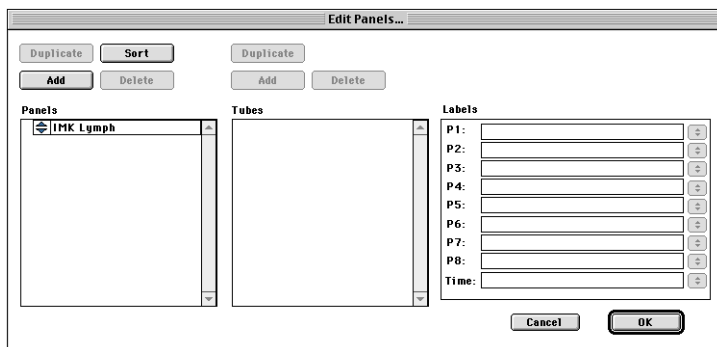 Edit Panels...
Duplicate Sort Duplicate
Add Delete Add Delete
Panels Tubes Labels
IMK Lymph
P1:
P2:
P3:
P4:
P5:
P6:
P7:
P8:
Time:
Cancel OK